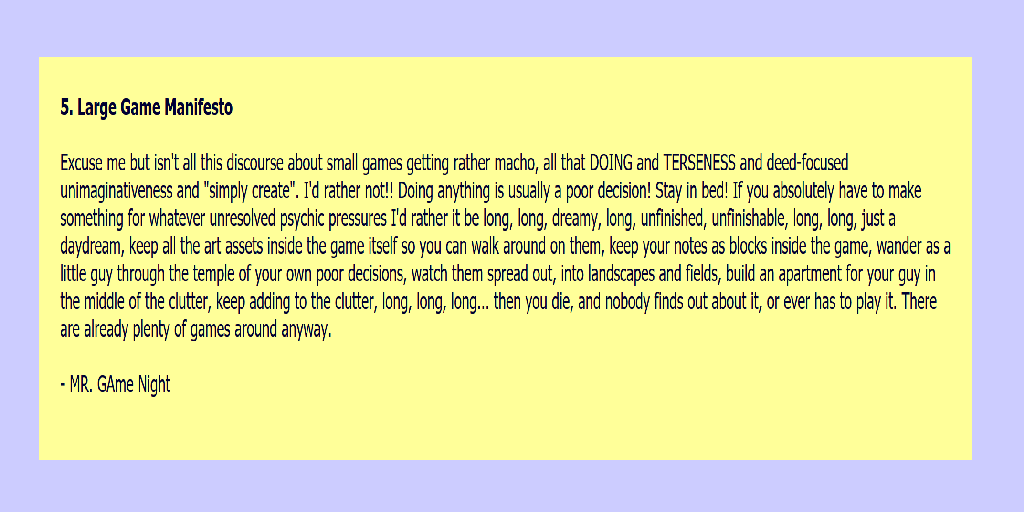 5. Large Game Manifesto
Excuse me but isn't all this discourse about small games getting rather macho, all that DOING and TERSENESS and deed-focused
unimaginativeness and "simply create". I'd rather not!! Doing anything is usually a poor decision! Stay in bed! If you absolutely have to make
something for whatever unresolved psychic pressures I'd rather it be long, long, dreamy, long, unfinished, unfinishable, long, long, just a
daydream, keep all the art assets inside the game itself so you can walk around on them, keep your notes as blocks inside the game, wander as a
little guy through the temple of your own poor decisions, watch them spread out, into landscapes and fields, build an apartment for your guy in
the middle of the clutter, keep adding to the clutter, long, long, long... then you die, and nobody finds out about it, or ever has to play it. There
are already plenty of games around anyway.
- MR. GAme Night